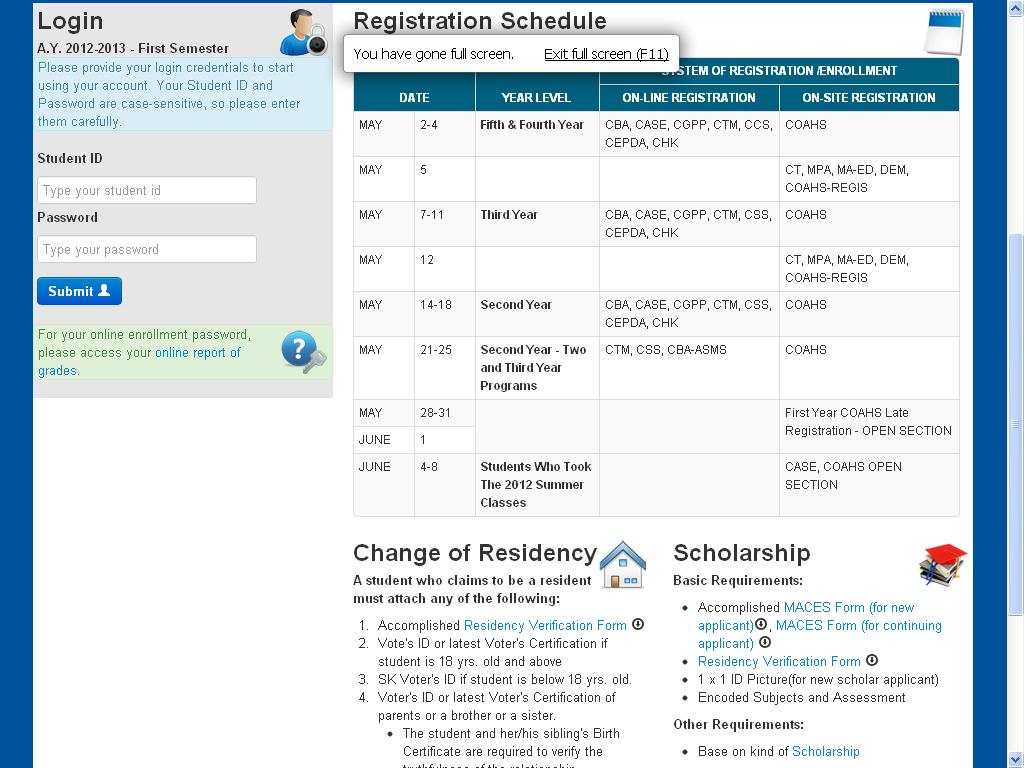 Login
A.Y. 2012-2013 - First Semester
Please provide your login credentials to start
using your account. Your Student ID and
Password are case-sensitive, so please enter
them carefully.
Student ID
Type your student id
Password
Type your password
Submit
For your online enrollment password,
please access your online report of
grades.
Registration Schedule
You have gone full screen. Exit full screen (F11)
SYSTEM OF REGISTRATION /ENROLLMENT
DATE YEAR LEVEL ON-LINE REGISTRATION ON-SITE REGISTRATION
MAY 2-4 Fifth & Fourth Year CBA, CASE, CGPP, CTM, CCS, COAHS
CEPDA, CHK
MAY 5 CT, MPA, MA-ED, DEM,
COAHS-REGIS
MAY 7-11 Third Year CBA, CASE, CGPP, CTM, CSS, COAHS
CEPDA, CHK
MAY 12 CT, MPA, MA-ED, DEM,
COAHS-REGIS
MAY 14-18 Second Year CBA, CASE, CGPP, CTM, CSS, COAHS
CEPDA, CHK
MAY 21-25 Second Year - Two CTM, CSS, CBA-ASMS COAHS
and Third Year
Programs
MAY 28-31 First Year COAHS Late
Registration - OPEN SECTION
JUNE 1
JUNE 4-8 Students Who Took CASE, COAHS OPEN
The 2012 Summer SECTION
Classes
Change of Residency
A student who claims to be a resident
must attach any of the following:
1. Accomplished Residency Verification Form
2. Vote's ID or latest Voter's Certification if
student is 18 yrs. old and above
3. SK Voter's ID if student is below 18 yrs. old.
4. Voter's ID or latest Voter's Certification of
parents or a brother or a sister.
• The student and her/his sibling's Birth
Certificate are required to verify the
truthfulness of the relationship
Scholarship
Basic Requirements:
• Accomplished MACES Form (for new
applicant), MACES Form (for continuing
applicant)
• Residency Verification Form
• 1 x 1 ID Picture(for new scholar applicant)
• Encoded Subjects and Assessment
Other Requirements:
• Base on kind of Scholarship